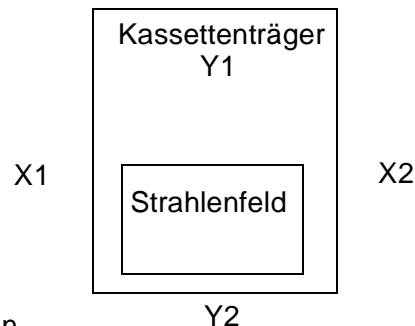 Kassettenträger
Y1
X1
X2
Strahlenfeld
Y2
n